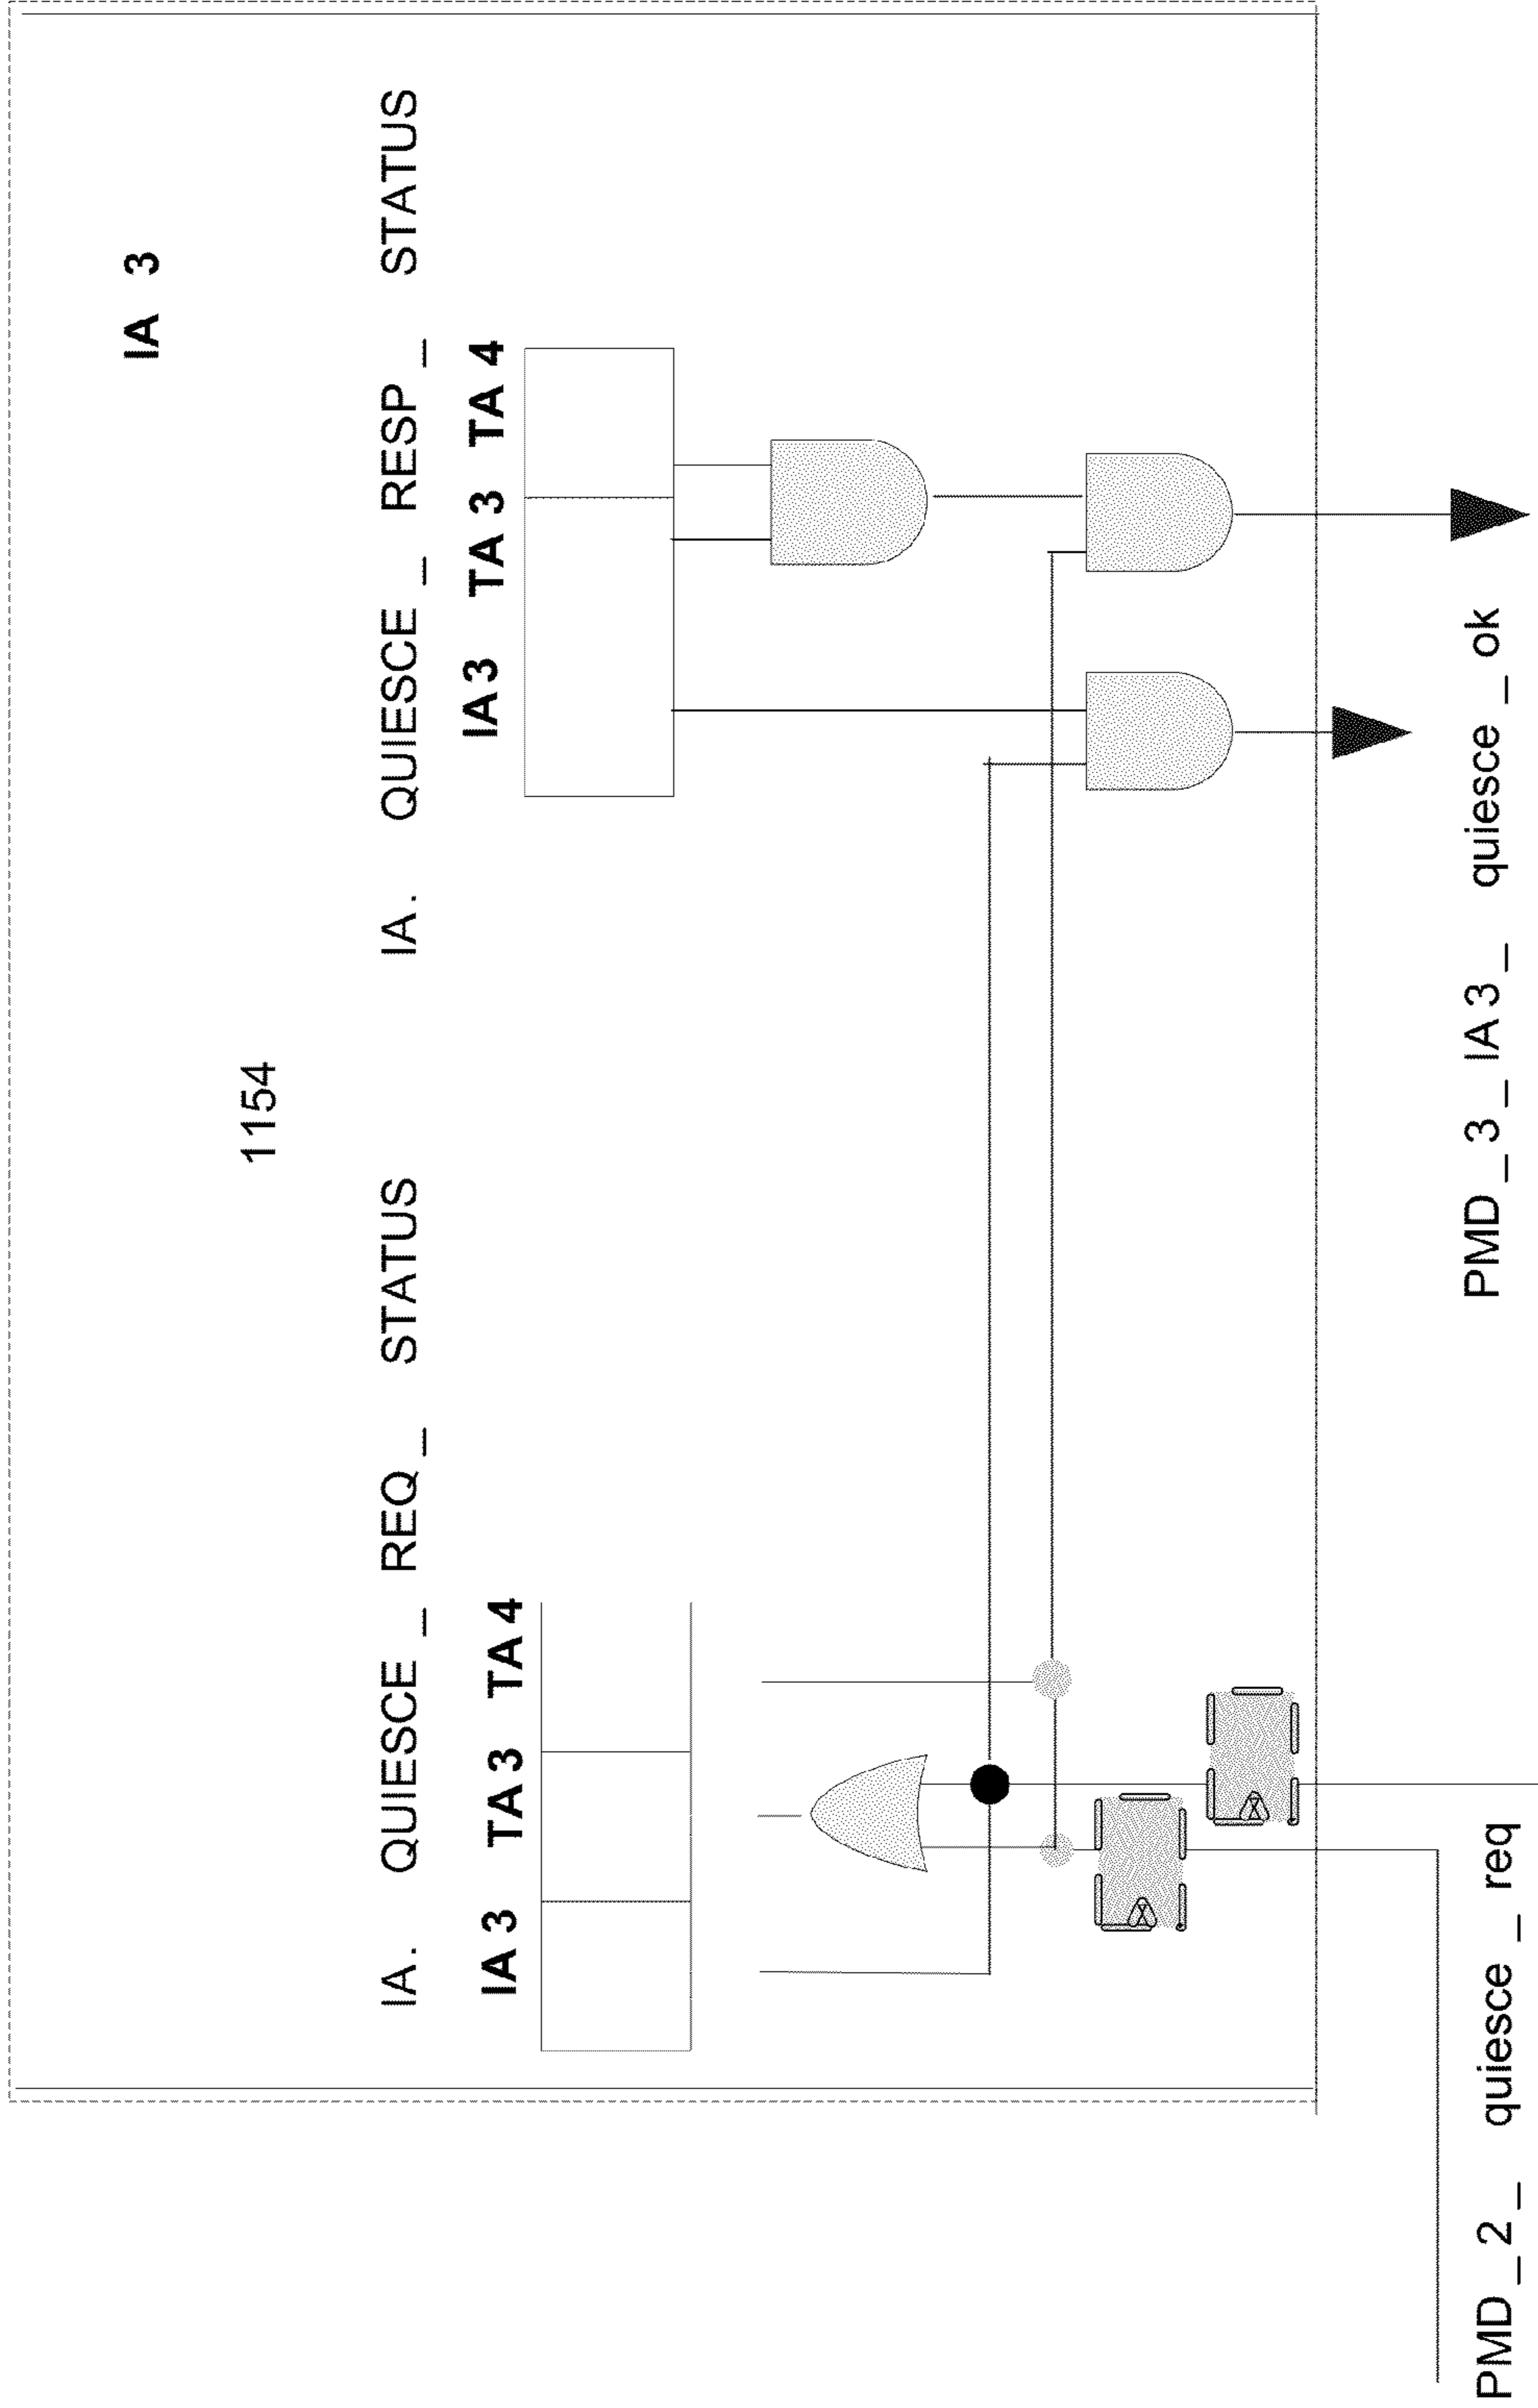 IA 3
1154
IA. QUIESCE _ REQ _ STATUS
IA. QUIESCE _ RESP _ STATUS
IA 3 TA 3 TA 4
IA 3 TA 3 TA 4
PMD _ 2 _ quiesce _ req
PMD _ 3 _ IA 3 _ quiesce _ ok